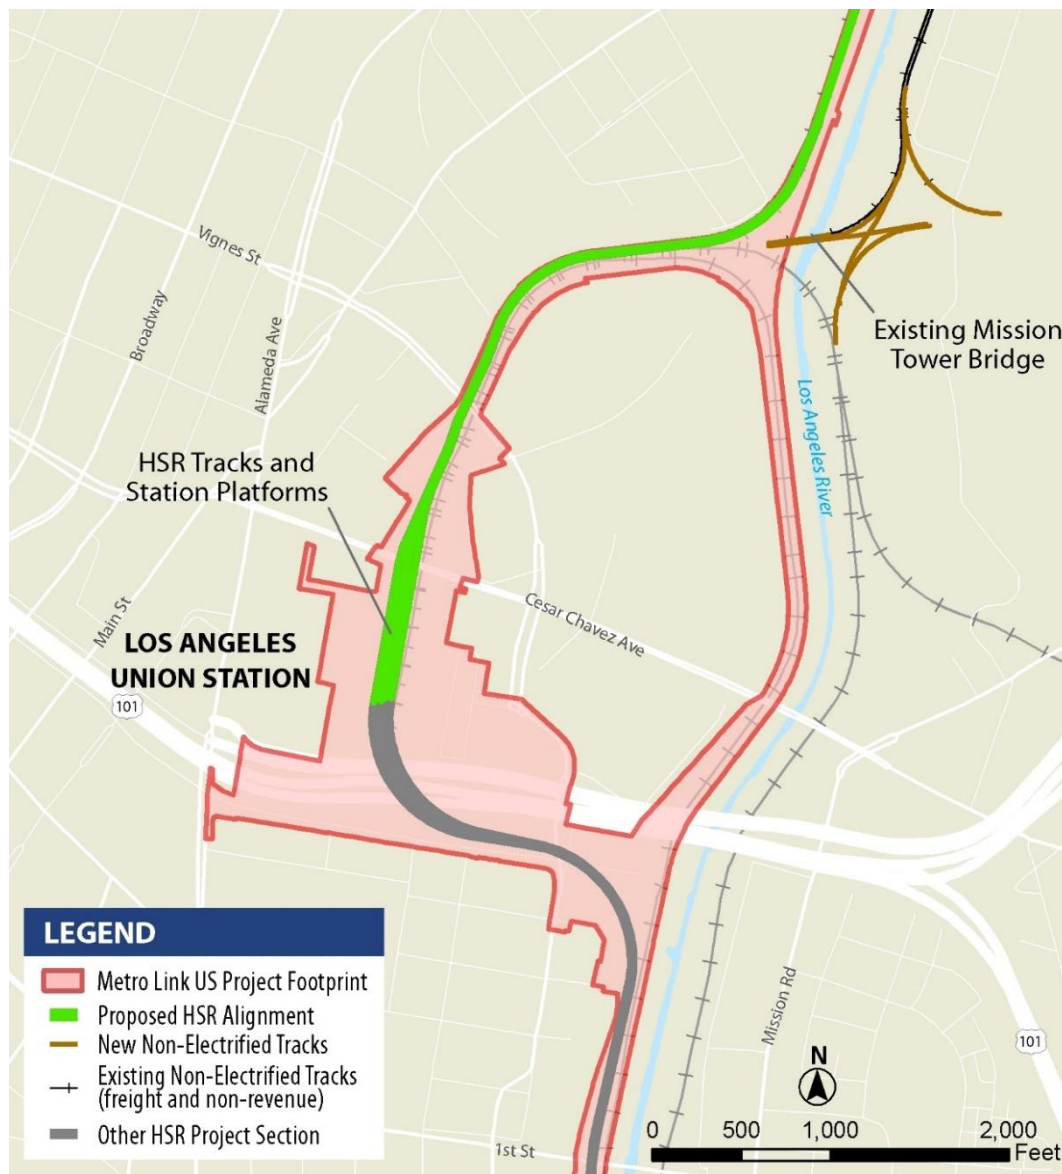 Vignes St
Broadway
Alameda Ave
Existing Mission
Tower Bridge
Los Angeles River
HSR Tracks and
Station Platforms
Cesar Chavez Ave
Main St
LOS ANGELES
UNION STATION
101
LEGEND
Metro Link US Project Footprint
Proposed HSR Alignment
New Non-Electrified Tracks
Existing Non-Electrified Tracks
(freight and non-revenue)
Other HSR Project Section
Mission Rd
101
1st St
N
0 500 1,000 2,000
Feet